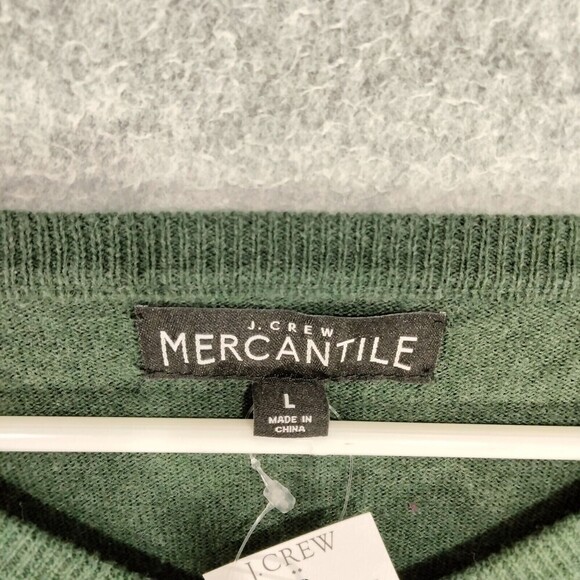 J. CREW
MERCANTILE
L
MADE IN
CHINA
J.CREW